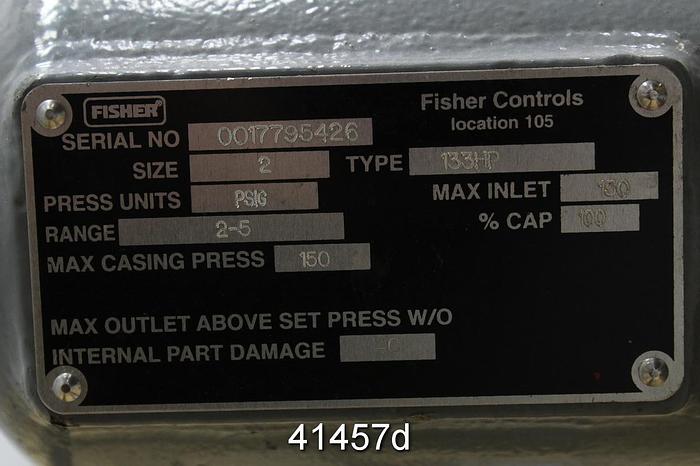 FISHER
Fisher Controls
location 105
SERIAL NO 0017795426
SIZE 2 TYPE 133HP
PRESS UNITS PSIG MAX INLET 150
RANGE 2-5 % CAP 100
MAX CASING PRESS 150
MAX OUTLET ABOVE SET PRESS W/O
INTERNAL PART DAMAGE
41457d